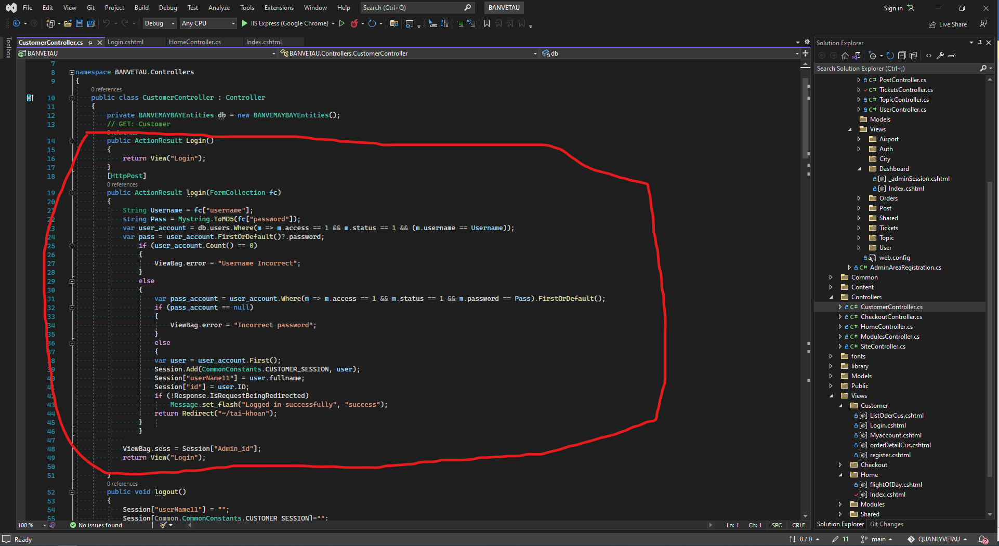 File Edit View Git Project Build Debug Test Analyze Tools Extensions Window Help Search (Ctrl+Q) BANVETAU Sign in
Debug Any CPU IIS Express (Google Chrome) Live Share
Toolbox
CustomerController.cs Login.cshtml HomeController.cs Index.cshtml
BANVETAU BANVETAU.Controllers.CustomerController db
7
8 namespace BANVETAU.Controllers
9 {
0 references
10 public class CustomerController : Controller
11 {
12 private BANVEMAYBAYEntities db = new BANVEMAYBAYEntities();
13 // GET: Customer
14 public ActionResult Login()
15 {
16 return View("Login");
17 }
18 [HttpPost]
0 references
19 public ActionResult login(FormCollection fc)
20 {
21 String Username = fc["username"];
22 string Pass = Mystring.ToMD5(fc["password"]);
23 var user_account = db.users.Where(m => m.access == 1 && m.status == 1 && (m.username == Username));
24 var pass = user_account.FirstOrDefault()?.password;
25 if (user_account.Count() == 0)
26 {
27 ViewBag.error = "Username Incorrect";
28 }
29 else
30 {
31 var pass_account = user_account.Where(m => m.access == 1 && m.status == 1 && m.password == Pass).FirstOrDefault();
32 if (pass_account == null)
33 {
34 ViewBag.error = "Incorrect password";
35 }
36 else
37 {
38 var user = user_account.First();
39 Session.Add(CommonConstants.CUSTOMER_SESSION, user);
40 Session["userName11"] = user.fullname;
41 Session["id"] = user.ID;
42 if (!Response.IsRequestBeingRedirected)
43 Message.set_flash("Logged in successfully", "success");
44 return Redirect("~/tai-khoan");
45 }
46 }
47
48 ViewBag.sess = Session["Admin_id"];
49 return View("Login");
50
51 }
0 references
52 public void logout()
53 {
54 Session["userName11"] = "";
55 Session[Common.CommonConstants.CUSTOMER_SESSION]="";
100 % No issues found Ln: 1 Ch: 1 SPC CRLF
Solution Explorer
Search Solution Explorer (Ctrl+;)
C# PostController.cs
C# TicketsController.cs
C# TopicController.cs
C# UserController.cs
Models
Views
Airport
Auth
City
Dashboard
[@] _adminSession.cshtml
[@] Index.cshtml
Orders
Post
Shared
Tickets
Topic
User
web.config
C# AdminAreaRegistration.cs
Common
Content
Controllers
C# CustomerController.cs
C# CheckoutController.cs
C# HomeController.cs
C# ModulesController.cs
C# SiteController.cs
fonts
library
Models
Public
Views
Customer
[@] ListOderCus.cshtml
[@] Login.cshtml
[@] Myaccount.cshtml
[@] orderDetailCus.cshtml
[@] register.cshtml
Checkout
Home
[@] flightOfDay.cshtml
[@] Index.cshtml
Modules
Shared
Solution Explorer Git Changes
Ready 0 / 0 11 main QUANLYVETAU 2